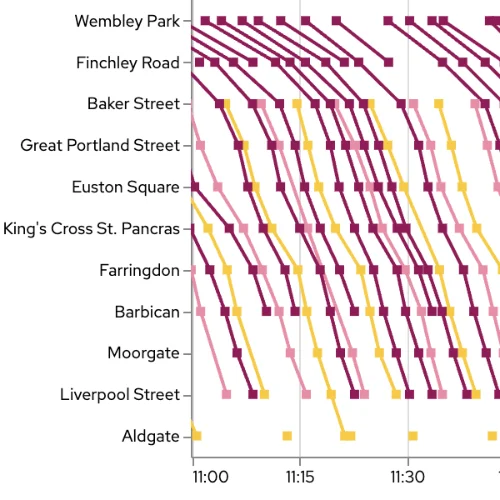 Wembley Park
Finchley Road
Baker Street
Great Portland Street
Euston Square
King's Cross St. Pancras
Farringdon
Barbican
Moorgate
Liverpool Street
Aldgate
11:00 11:15 11:30